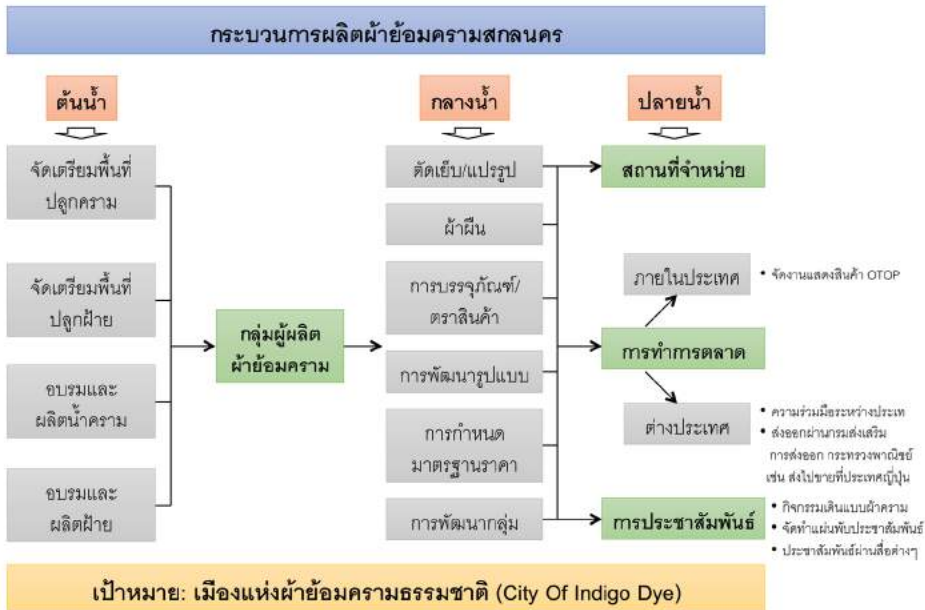 กระบวนการผลิตผ้าย้อมครามสกลนคร
ต้นน้ำ
กลางน้ำ
ปลายน้ำ
จัดเตรียมพื้นที่
ปลูกคราม
จัดเตรียมพื้นที่
ปลูกฝ้าย
อบรมและ
ผลิตน้ำคราม
อบรมและ
ผลิตฝ้าย
กลุ่มผู้ผลิต
ผ้าย้อมคราม
ตัดเย็บ/แปรรูป
ผ้าผืน
การบรรจุภัณฑ์/
ตราสินค้า
การพัฒนารูปแบบ
การกำหนด
มาตรฐานราคา
การพัฒนากลุ่ม
สถานที่จำหน่าย
ภายในประเทศ
• จัดงานแสดงสินค้า OTOP
การทำการตลาด
ต่างประเทศ
• ความร่วมมือระหว่างประเท
• ส่งออกผ่านกรมส่งเสริม
การส่งออก กระทรวงพาณิชย์
เช่น ส่งไปขายที่ประเทศญี่ปุ่น
การประชาสัมพันธ์
• กิจกรรมเดินแบบผ้าคราม
• จัดทำแผ่นพับประชาสัมพันธ์
• ประชาสัมพันธ์ผ่านสื่อต่างๆ
เป้าหมาย: เมืองแห่งผ้าย้อมครามธรรมชาติ (City Of Indigo Dye)